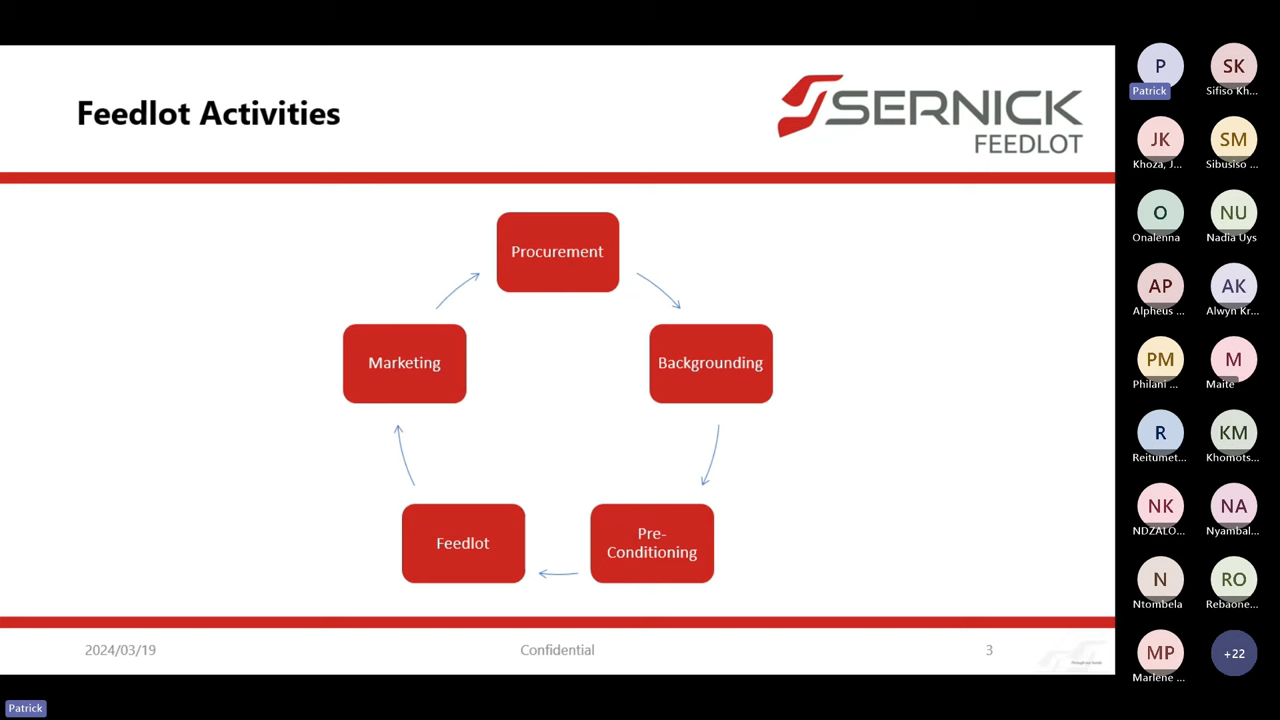 Feedlot Activities
SERNICK
FEEDLOT
Procurement
Marketing
Backgrounding
Feedlot
Pre-
Conditioning
2024/03/19
Confidential
3
P
Patrick
SK
Sifiso Kh...
JK
Khoza, J...
SM
Sibusiso ...
O
Onalenna
NU
Nadia Uys
AP
Alpheus ...
AK
Alwyn Kr...
PM
Philani ...
M
Maite
R
Reitumet...
KM
Khomots...
NK
NDZALO...
NA
Nyambal...
N
Ntombela
RO
Rebaone...
MP
Marlene ...
+22
Patrick